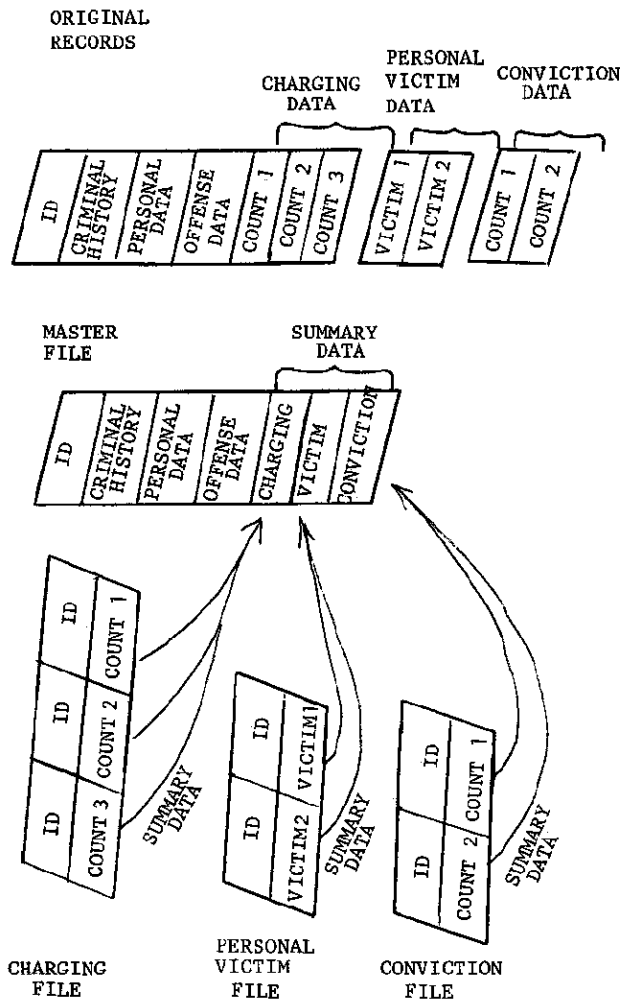 ORIGINAL
RECORDS
CHARGING
DATA
PERSONAL
VICTIM
DATA
CONVICTION
DATA
ID
CRIMINAL
HISTORY
PERSONAL
DATA
OFFENSE
DATA
COUNT 1
COUNT 2
COUNT 3
VICTIM 1
VICTIM 2
COUNT 1
COUNT 2
MASTER
FILE
SUMMARY
DATA
ID
CRIMINAL
HISTORY
PERSONAL
DATA
OFFENSE
DATA
CHARGING
VICTIM
CONVICTION
ID
COUNT 1
ID
COUNT 2
ID
COUNT 3
SUMMARY
DATA
ID
VICTIM1
ID
VICTIM2
SUMMARY
DATA
ID
COUNT 1
ID
COUNT 2
SUMMARY
DATA
CHARGING
FILE
PERSONAL
VICTIM
FILE
CONVICTION
FILE